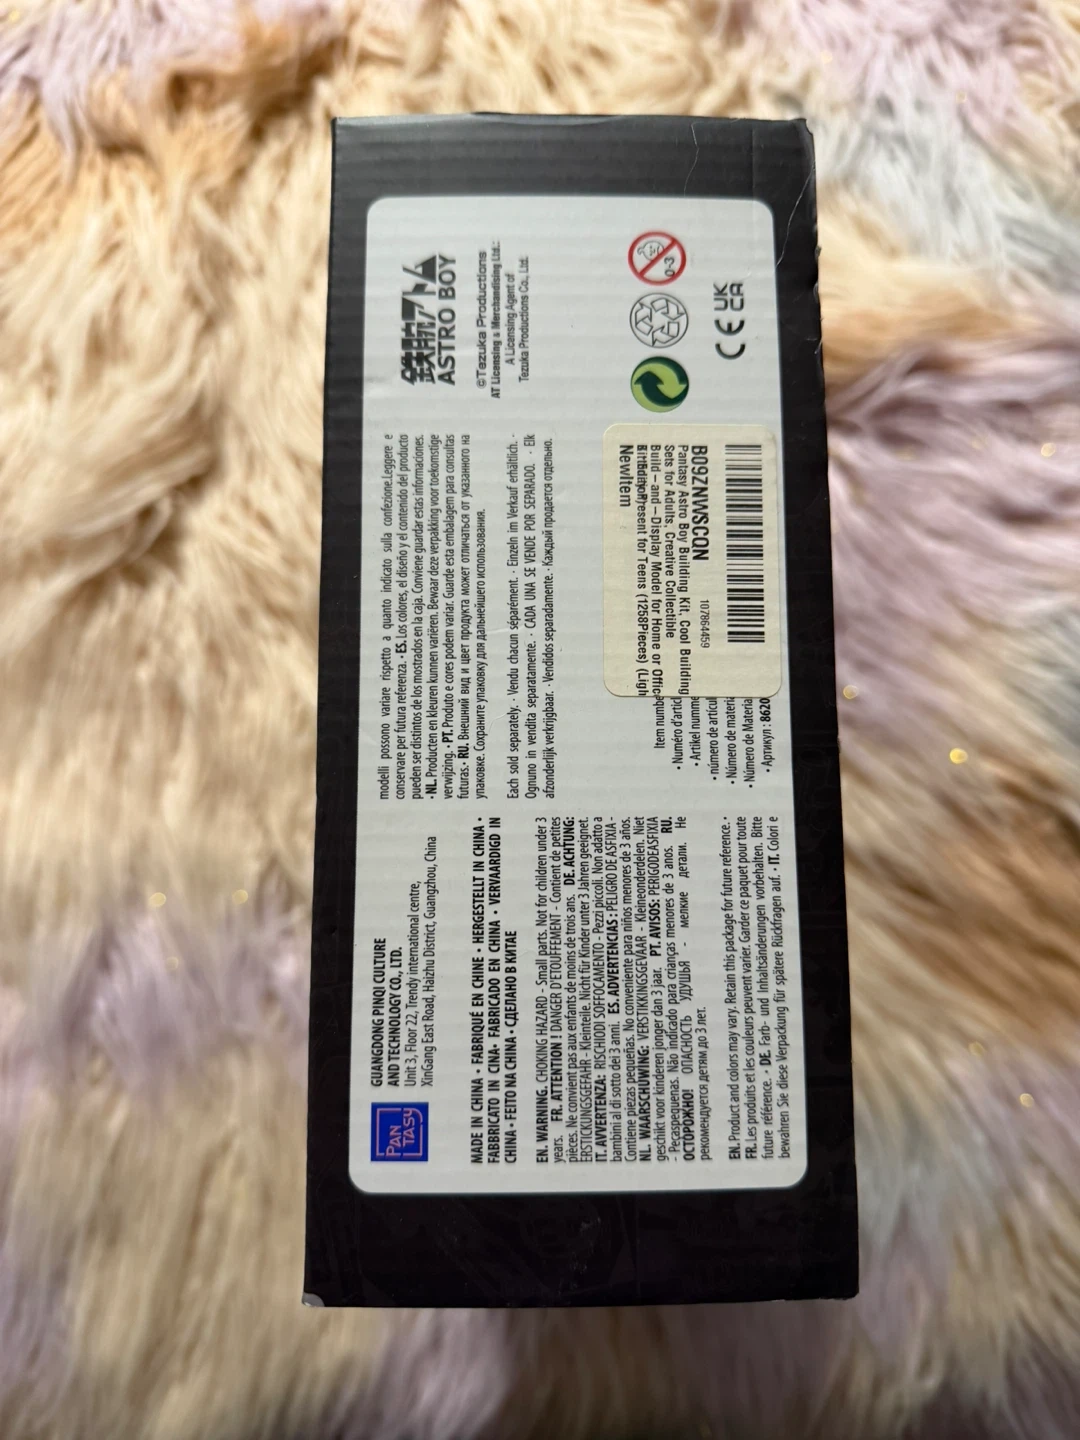 PAN
TASY
GUANGDONG PINQI CULTURE
AND TECHNOLOGY CO., LTD.
Unit 3, Floor 22, Trendy international centre,
XinGang East Road, Haizhu District, Guangzhou, China
MADE IN CHINA • FABRIQUÉ EN CHINE • HERGESTELLT IN CHINA •
FABBRICATO IN CINA• FABRICADO EN CHINA • VERVAARDIGD IN
CHINA • FEITO NA CHINA • СДЕЛАНО В КИТАЕ
EN. WARNING. CHOKING HAZARD - Small parts. Not for children under 3
years. FR. ATTENTION ! DANGER D'ETOUFFEMENT - Contient de petites
pièces. Ne convient pas aux enfants de moins de trois ans. DE. ACHTUNG:
ERSTICKUNGSGEFAHR - Kleinteile. Nicht für Kinder unter 3 Jahren geeignet.
IT. AVVERTENZA: RISCHIODI SOFFOCAMENTO - Pezzi piccoli. Non adatto a
bambini al di sotto dei 3 anni. ES. ADVERTENCIAS : PELIGRO DE ASFIXIA -
Contiene piezas pequeñas. No conveniente para niños menores de 3 años.
NL. WAARSCHUWING: VERSTIKKINGSGEVAAR - Kleineonderdelen. Niet
geschikt voor kinderen jonger dan 3 jaar. PT. AVISOS: PERIGODEASFIXIA
- Pecaspequenas. Não indicado para crianças menores de 3 anos. RU.
ОСТОРОЖНО! ОПАСНОСТЬ УДУШЬЯ - мелкие детали. Не
рекомендуется детям до 3 лет.
EN. Product and colors may vary. Retain this package for future reference. •
FR. Les produits et les couleurs peuvent varier. Garder ce paquet pour toute
future référence. • DE. Farb- und Inhaltsänderungen vorbehalten. Bitte
bewahren Sie diese Verpackung für spätere Rückfragen auf. • IT. Colori e
modelli possono variare rispetto a quanto indicato sulla confezione.Leggere e
conservare per futura referenza. • ES. Los colores, el diseño y el contenido del producto
pueden ser distintos de los mostrados en la caja. Conviene guardar estas informaciones.
• NL. Producten en kleuren kunnen variëren. Bewaar deze verpakking voor toekomstige
verwijzing. • PT. Produto e cores podem variar. Guarde esta embalagem para consultas
futuras • RU. Внешний вид и цвет продукта может отличаться от указанного на
упаковке. Сохраните упаковку для дальнейшего использования.
Each sold separately. · Vendu chacun séparément. · Einzeln im Verkauf erhältlich. ·
Ognuno in vendita separatamente. · CADA UNA SE VENDE POR SEPARADO. · Elk
afzonderlijk verkrijgbaar. · Vendidos separadamente. · Каждый продается отдельно.
Item numbe
• Numéro d'articl
• Artikel numme
• número de artícul
• Número de materi
• Número de Materia
• Артикул : 8620
B09ZNWSCQN 107864459
Pantasy Astro Boy Building Kit, Cool Building
Sets for Adults, Creative Collectible
Build-and-Display Model for Home or Office
Present for Teens (1258Pieces) (Ligh
NewItem
鉄腕アトム
ASTRO BOY
©Tezuka Productions
AT Licensing & Merchandising Ltd.:
A Licensing Agent of
Tezuka Productions Co., Ltd.
0-3
CE
UK
CA